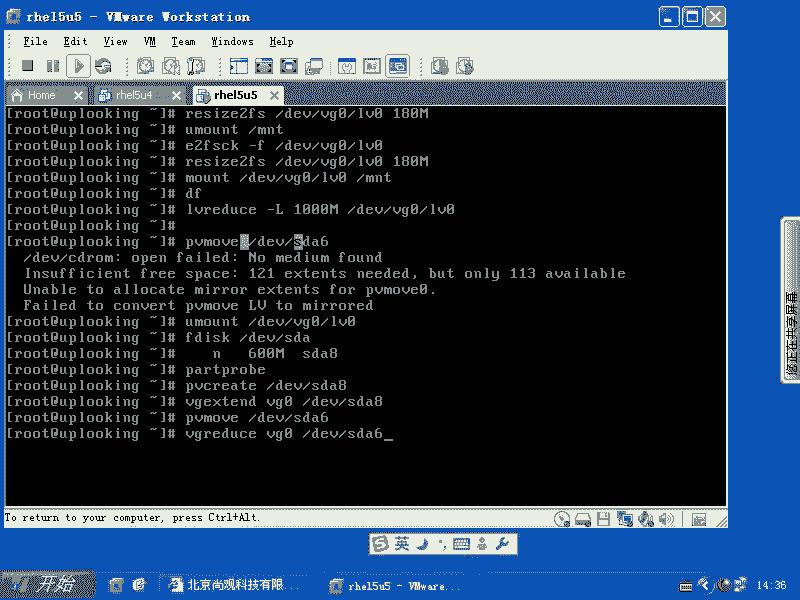 rhel5u5 - VMware Workstation
File Edit View VM Team Windows Help
Home rhel5u4 rhel5u5
[root@uplooking ~]# resize2fs /dev/vg0/lv0 180M
[root@uplooking ~]# umount /mnt
[root@uplooking ~]# e2fsck -f /dev/vg0/lv0
[root@uplooking ~]# resize2fs /dev/vg0/lv0 180M
[root@uplooking ~]# mount /dev/vg0/lv0 /mnt
[root@uplooking ~]# df
[root@uplooking ~]# lvreduce -L 1000M /dev/vg0/lv0
[root@uplooking ~]#
[root@uplooking ~]# pvmove /dev/sda6
/dev/cdrom: open failed: No medium found
Insufficient free space: 121 extents needed, but only 113 available
Unable to allocate mirror extents for pvmove0.
Failed to convert pvmove LV to mirrored
[root@uplooking ~]# umount /dev/vg0/lv0
[root@uplooking ~]# fdisk /dev/sda
[root@uplooking ~]# n 600M sda8
[root@uplooking ~]# partprobe
[root@uplooking ~]# pvcreate /dev/sda8
[root@uplooking ~]# vgextend vg0 /dev/sda8
[root@uplooking ~]# pvmove /dev/sda6
[root@uplooking ~]# vgreduce vg0 /dev/sda6_
To return to your computer, press Ctrl+Alt.
您正在共享屏幕
英
开始 北京尚观科技有限... rhel5u5 - VMware... 14:36